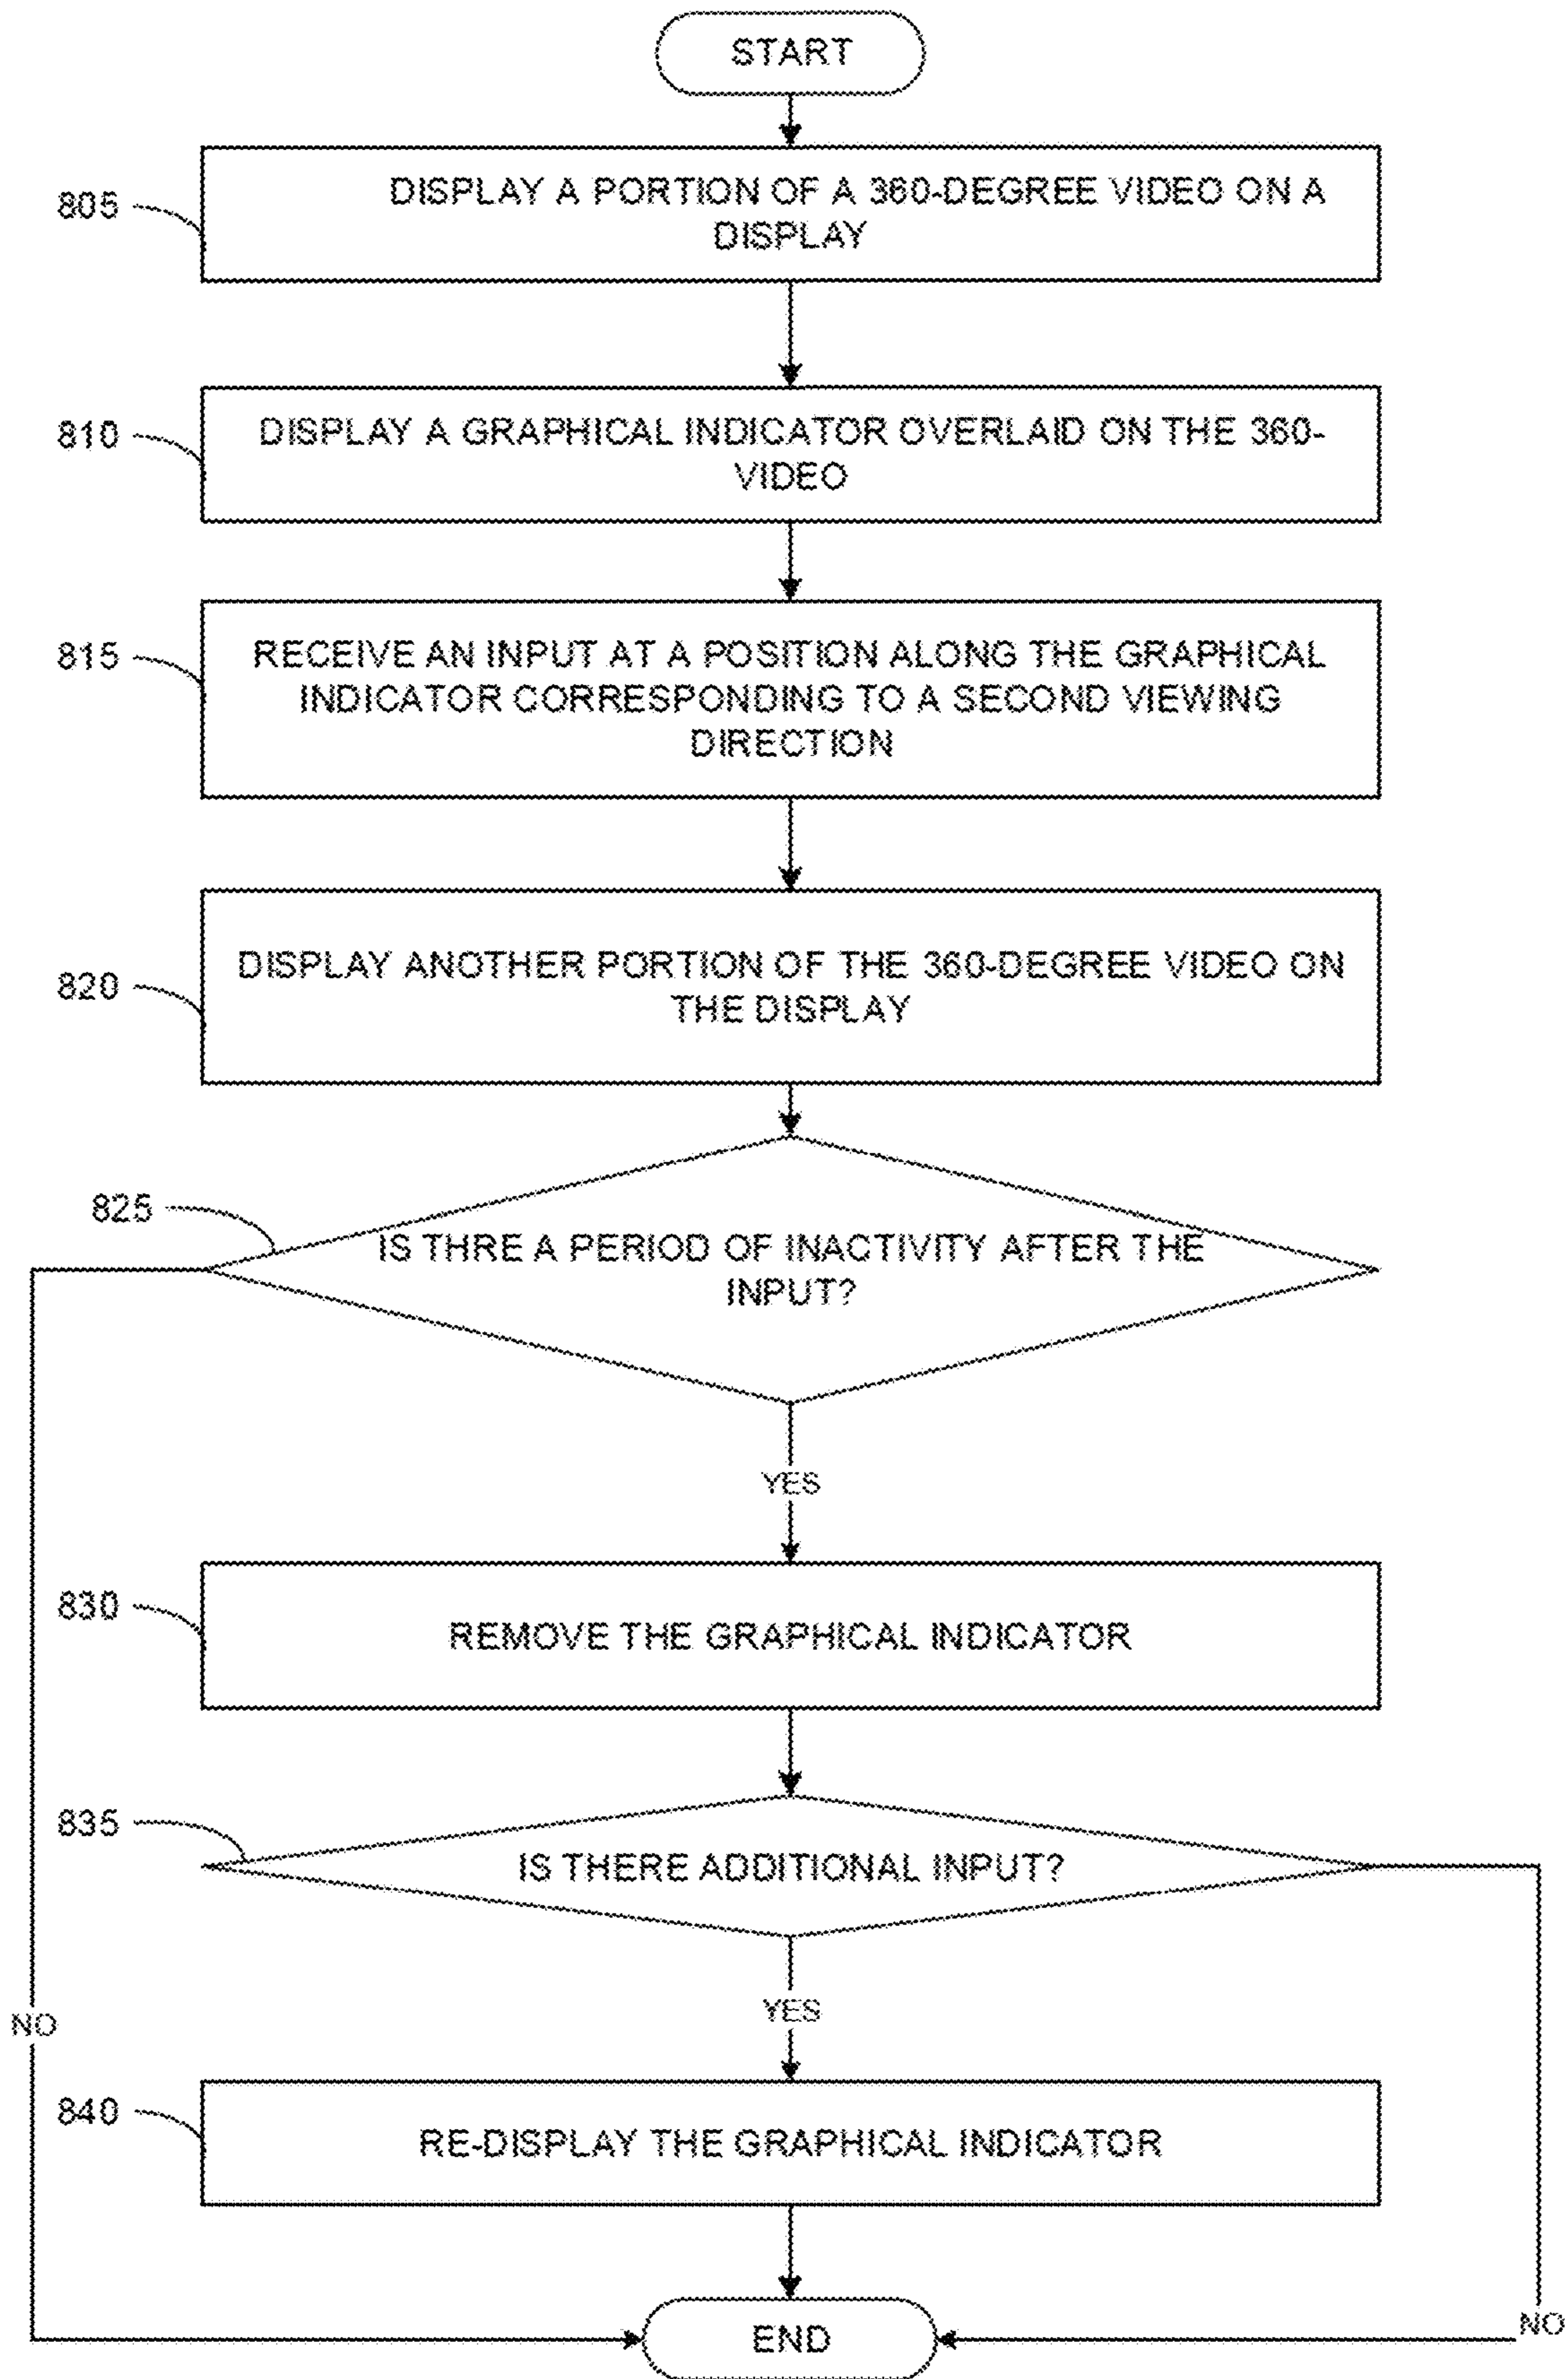 START
805
DISPLAY A PORTION OF A 360-DEGREE VIDEO ON A
DISPLAY
810
DISPLAY A GRAPHICAL INDICATOR OVERLAID ON THE 360-
VIDEO
815
RECEIVE AN INPUT AT A POSITION ALONG THE GRAPHICAL
INDICATOR CORRESPONDING TO A SECOND VIEWING
DIRECTION
820
DISPLAY ANOTHER PORTION OF THE 360-DEGREE VIDEO ON
THE DISPLAY
825
IS THRE A PERIOD OF INACTIVITY AFTER THE
INPUT?
YES
830
REMOVE THE GRAPHICAL INDICATOR
835
IS THERE ADDITIONAL INPUT?
YES
NO
840
RE-DISPLAY THE GRAPHICAL INDICATOR
END
NO